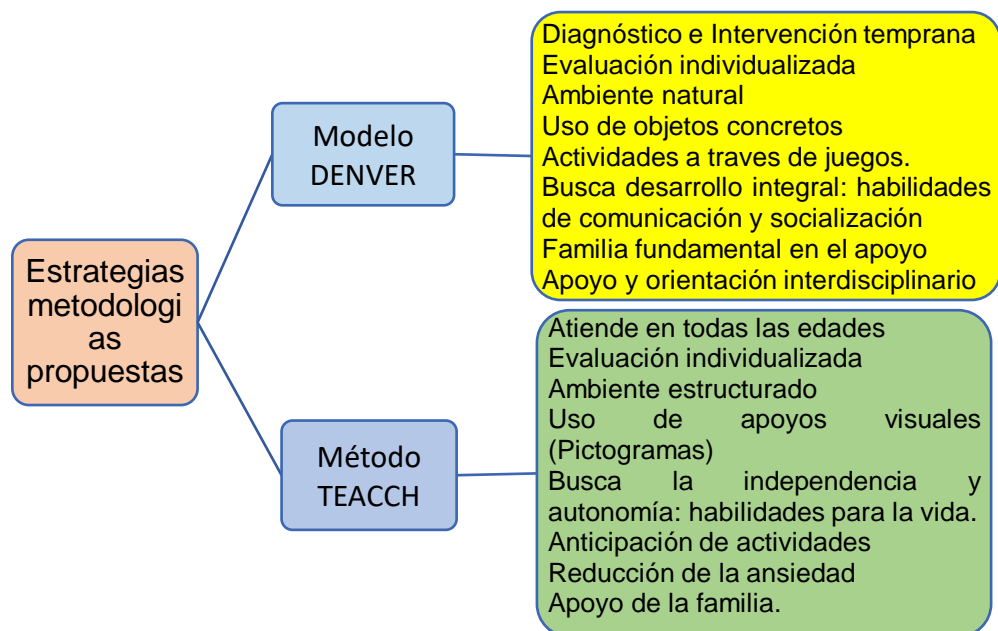 Estrategias
metodologi
as
propuestas
Modelo
DENVER
Diagnóstico e Intervención temprana
Evaluación individualizada
Ambiente natural
Uso de objetos concretos
Actividades a traves de juegos.
Busca desarrollo integral: habilidades
de comunicación y socialización
Familia fundamental en el apoyo
Apoyo y orientación interdisciplinario
Método
TEACCH
Atiende en todas las edades
Evaluación individualizada
Ambiente estructurado
Uso de apoyos visuales
(Pictogramas)
Busca la independencia y
autonomía: habilidades para la vida.
Anticipación de actividades
Reducción de la ansiedad
Apoyo de la familia.